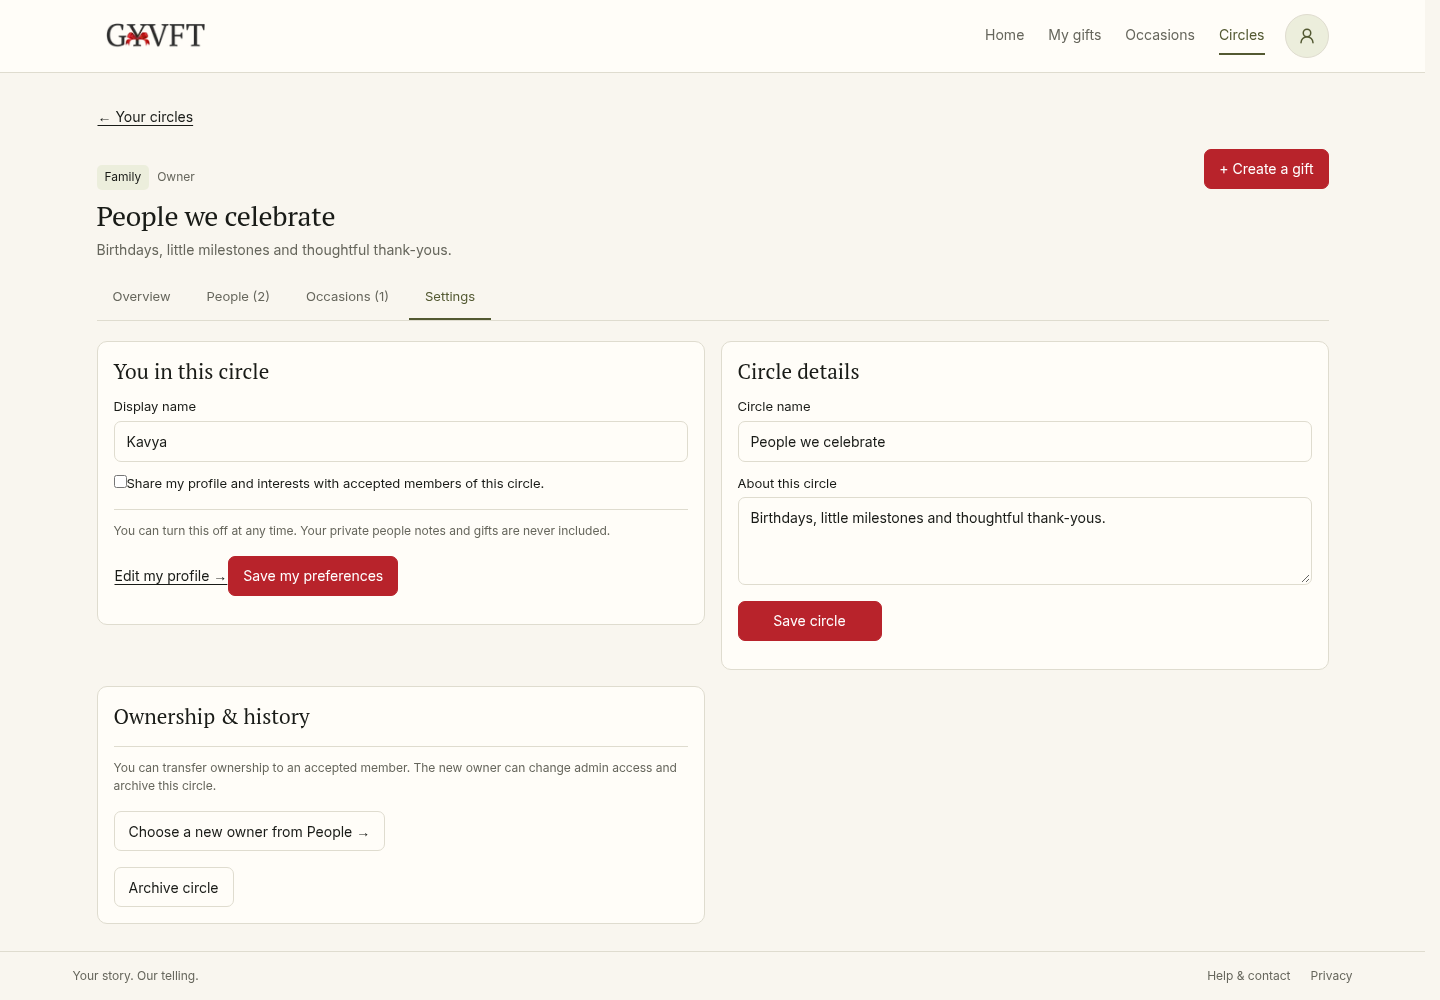 GYVFT
Home
My gifts
Occasions
Circles
← Your circles
Family
Owner
+ Create a gift
People we celebrate
Birthdays, little milestones and thoughtful thank-yous.
Overview
People (2)
Occasions (1)
Settings
You in this circle
Display name
Kavya
Share my profile and interests with accepted members of this circle.
You can turn this off at any time. Your private people notes and gifts are never included.
Edit my profile →
Save my preferences
Circle details
Circle name
People we celebrate
About this circle
Birthdays, little milestones and thoughtful thank-yous.
Save circle
Ownership & history
You can transfer ownership to an accepted member. The new owner can change admin access and
archive this circle.
Choose a new owner from People →
Archive circle
Your story. Our telling.
Help & contact
Privacy